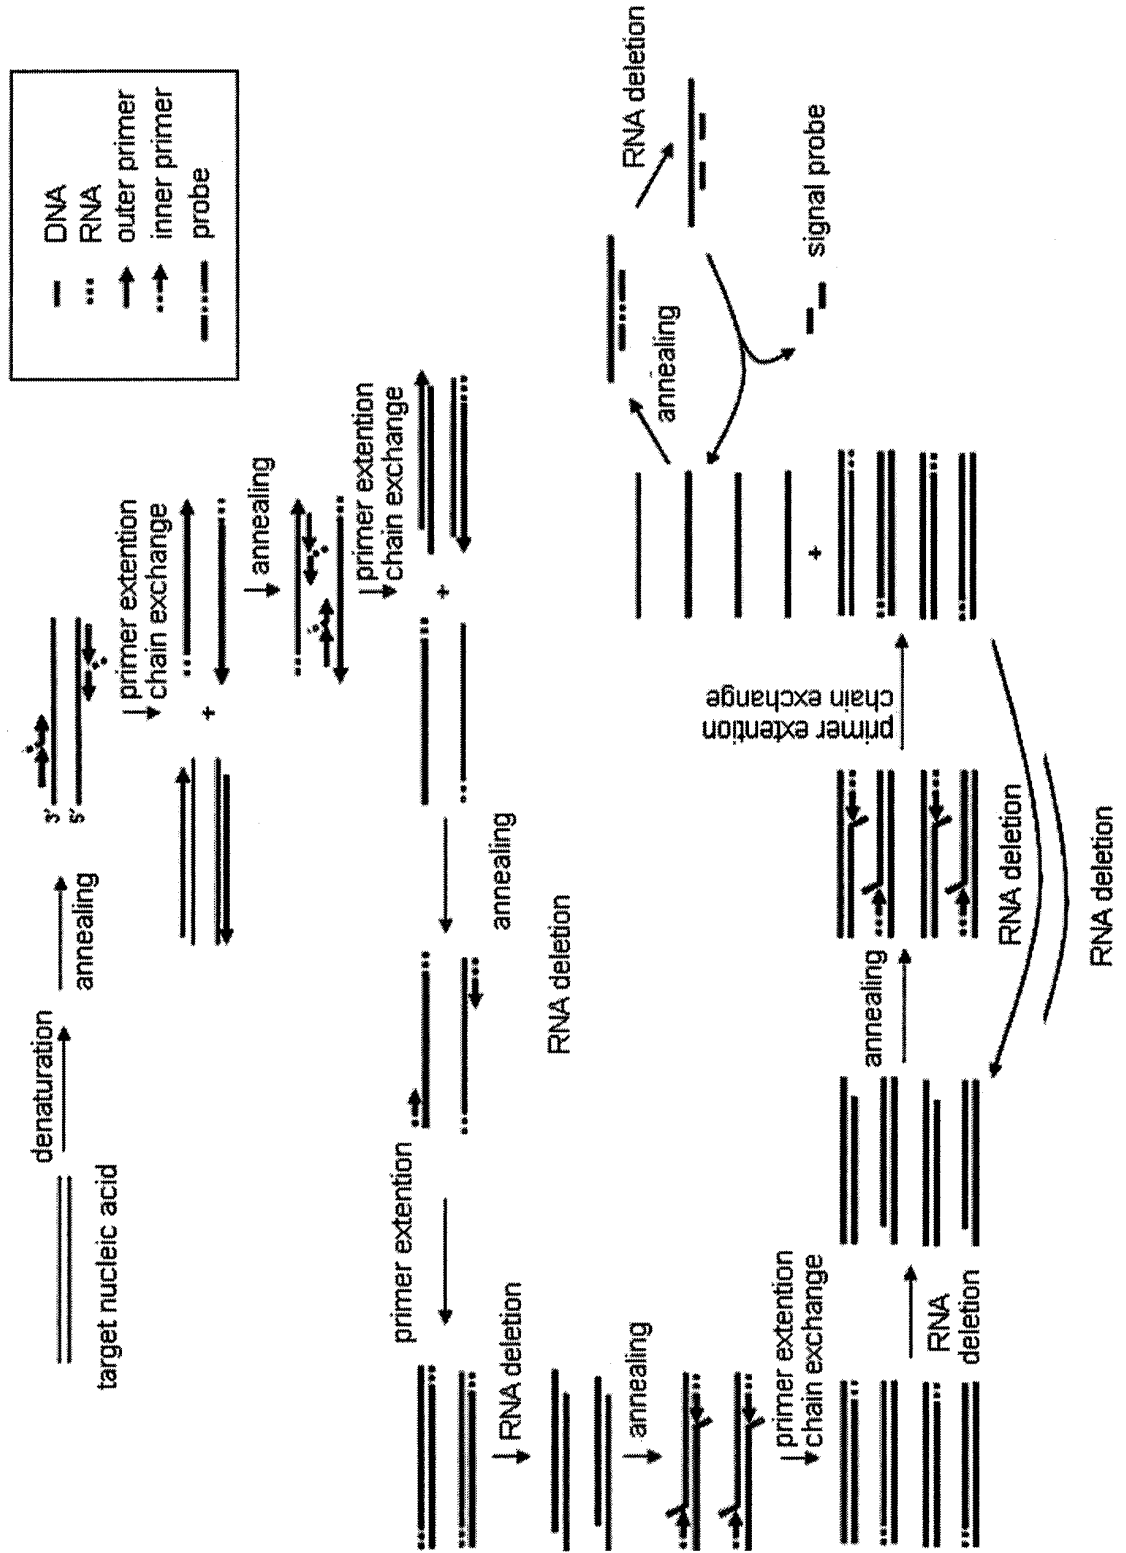 DNA
RNA
outer primer
inner primer
probe
target nucleic acid
denaturation
annealing
3′
5′
primer extention
chain exchange
+
annealing
primer extention
chain exchange
+
annealing
RNA deletion
primer extention
RNA deletion
annealing
primer extention
chain exchange
RNA
deletion
annealing
primer extention
chain exchange
RNA deletion
RNA deletion
+
annealing
RNA deletion
signal probe